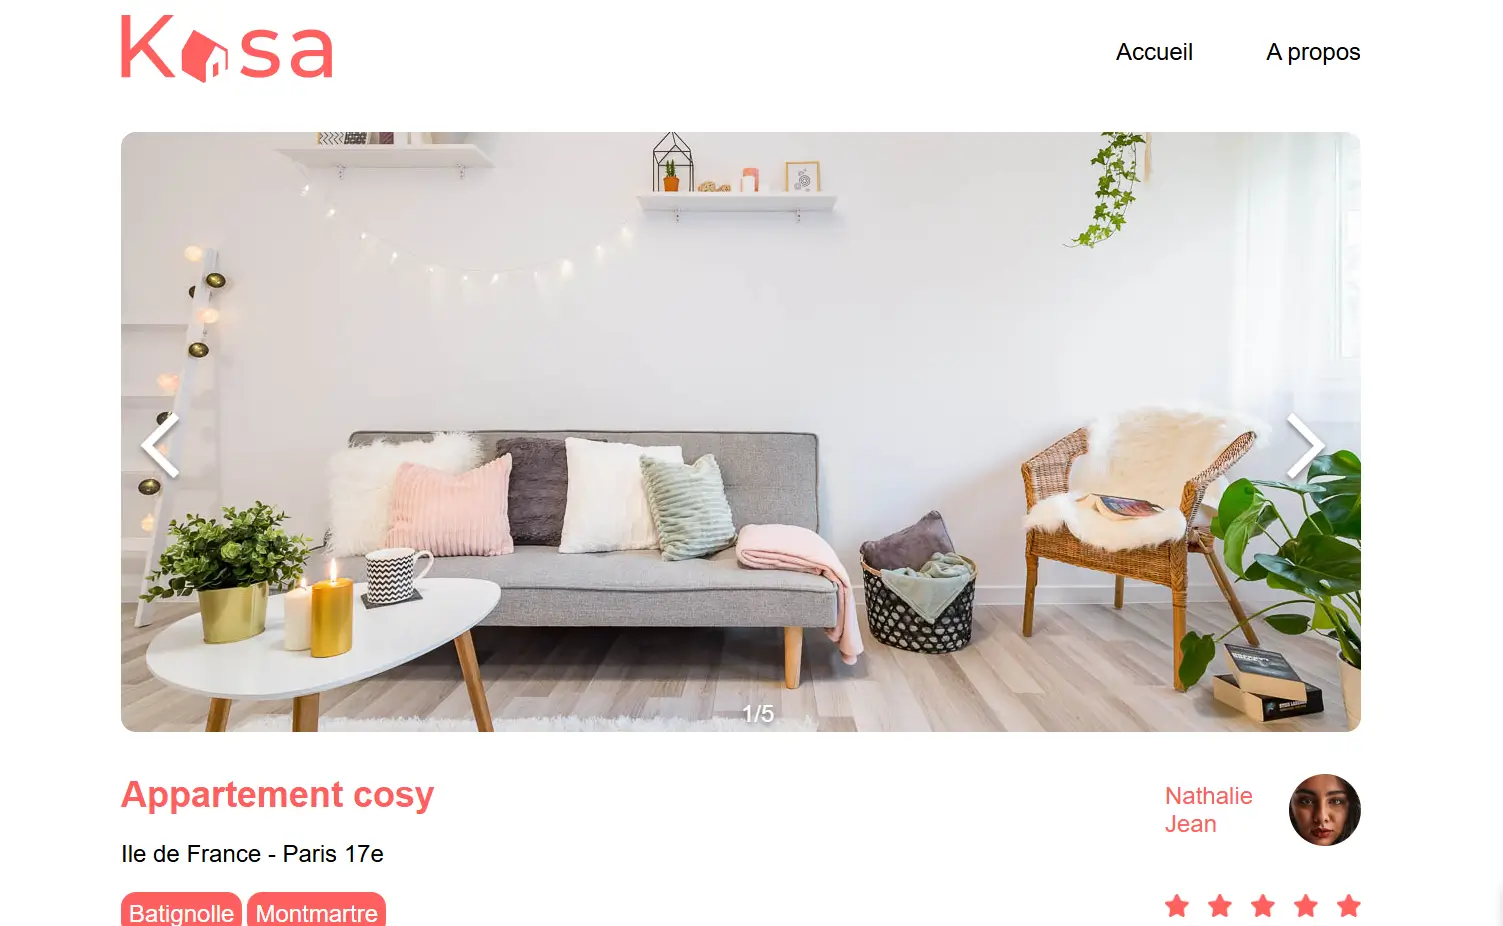 Kasa
Accueil
A propos
1/5
Appartement cosy
Nathalie
Jean
Ile de France - Paris 17e
Batignolle
Montmartre